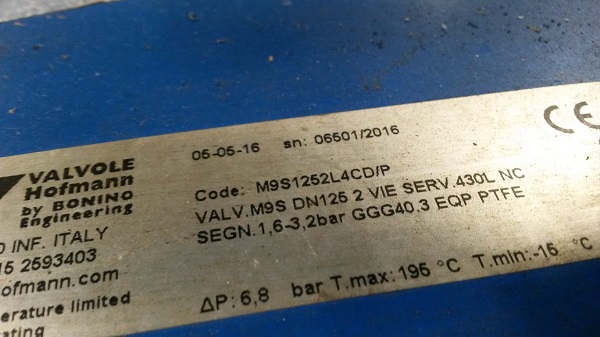 VALVOLE
Hofmann
by BONINO
Engineering
INF. ITALY
15 2593403
ofmann.com
erature limited
ating
05-05-16 sn: 06501/2016
Code: M9S1252L4CD/P
VALV.M9S DN125 2 VIE SERV.430L NC
SEGN.1,6-3,2bar GGG40.3 EQP PTFE
ΔP: 6,8 bar T.max: 195 °C T.min:-15 °C
CE